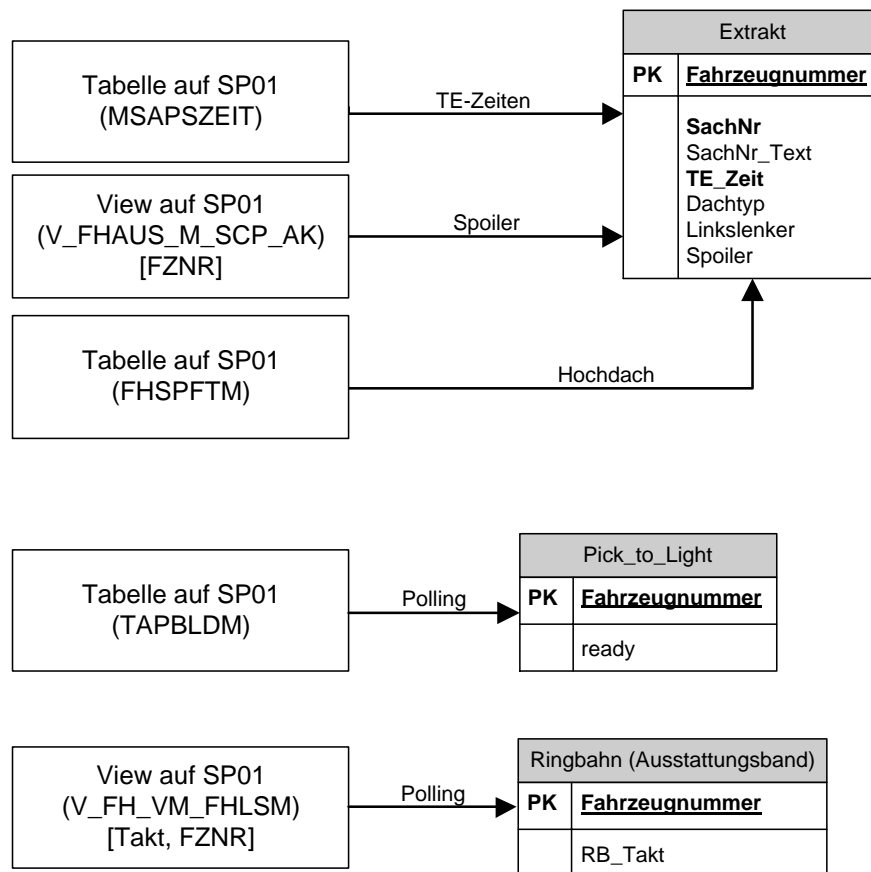 Extrakt
PK Fahrzeugnummer
SachNr
SachNr_Text
TE_Zeit
Dachtyp
Linkslenker
Spoiler
Tabelle auf SP01
(MSAPSZEIT)
TE-Zeiten
View auf SP01
(V_FHAUS_M_SCP_AK)
[FZNR]
Spoiler
Tabelle auf SP01
(FHSPFTM)
Hochdach
Tabelle auf SP01
(TAPBLDM)
Polling
Pick_to_Light
PK Fahrzeugnummer
ready
View auf SP01
(V_FH_VM_FHLSM)
[Takt, FZNR]
Polling
Ringbahn (Ausstattungsband)
PK Fahrzeugnummer
RB_Takt